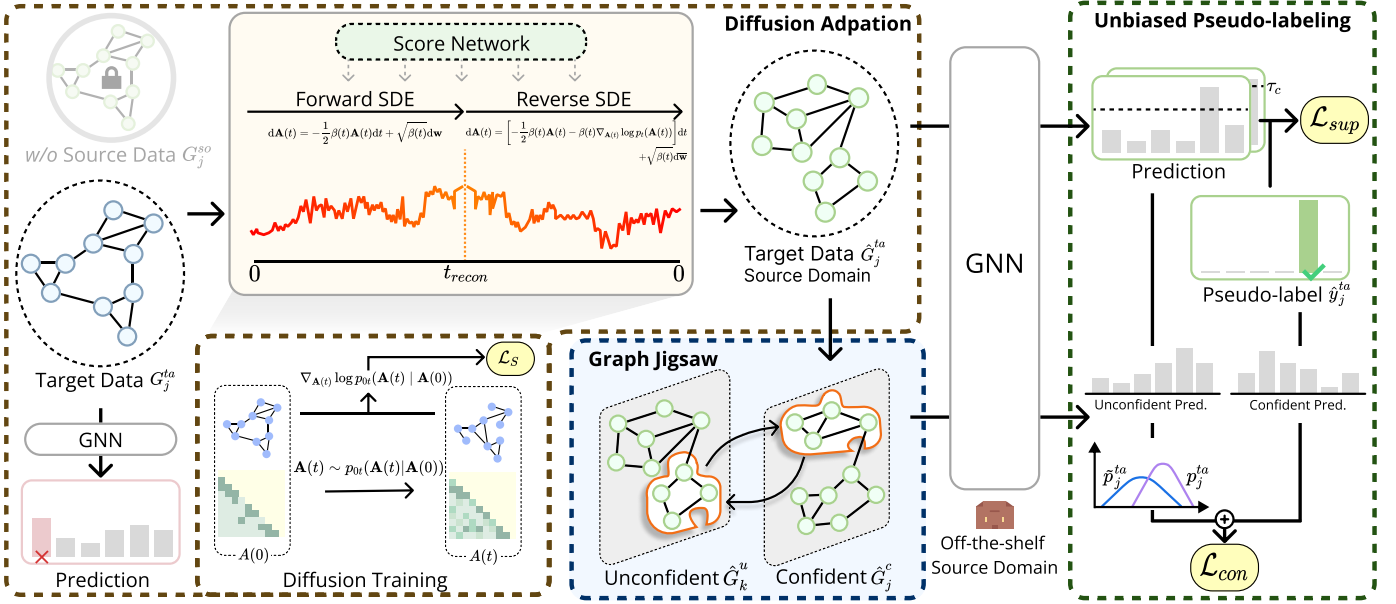 w/o Source Data $G_j^{so}$
Target Data $G_j^{ta}$
GNN
Prediction
Score Network
Forward SDE
Reverse SDE
$\mathrm{d}\mathbf{A}(t) = -\frac{1}{2}\beta(t)\mathbf{A}(t)\mathrm{d}t + \sqrt{\beta(t)}\mathrm{d}\mathbf{w}$
$\mathrm{d}\mathbf{A}(t) = \left[-\frac{1}{2}\beta(t)\mathbf{A}(t) - \beta(t)\nabla_{\mathbf{A}(t)} \log p_t(\mathbf{A}(t))\right]\mathrm{d}t$
$+\sqrt{\beta(t)}\mathrm{d}\overline{\mathbf{w}}$
0
$t_{recon}$
0
Diffusion Adpation
Target Data $\hat{G}_j^{ta}$
Source Domain
$\mathcal{L}_S$
$\nabla_{\mathbf{A}(t)} \log p_{0t}(\mathbf{A}(t) \mid \mathbf{A}(0))$
$\mathbf{A}(t) \sim p_{0t}(\mathbf{A}(t)|\mathbf{A}(0))$
$A(0)$
$A(t)$
Diffusion Training
Graph Jigsaw
Unconfident $\hat{G}_k^u$
Confident $\hat{G}_j^c$
GNN
Off-the-shelf
Source Domain
Unbiased Pseudo-labeling
$\tau_c$
$\mathcal{L}_{sup}$
Prediction
Pseudo-label $\hat{y}_j^{ta}$
Unconfident Pred.
Confident Pred.
$\tilde{p}_j^{ta}$
$p_j^{ta}$
+
$\mathcal{L}_{con}$